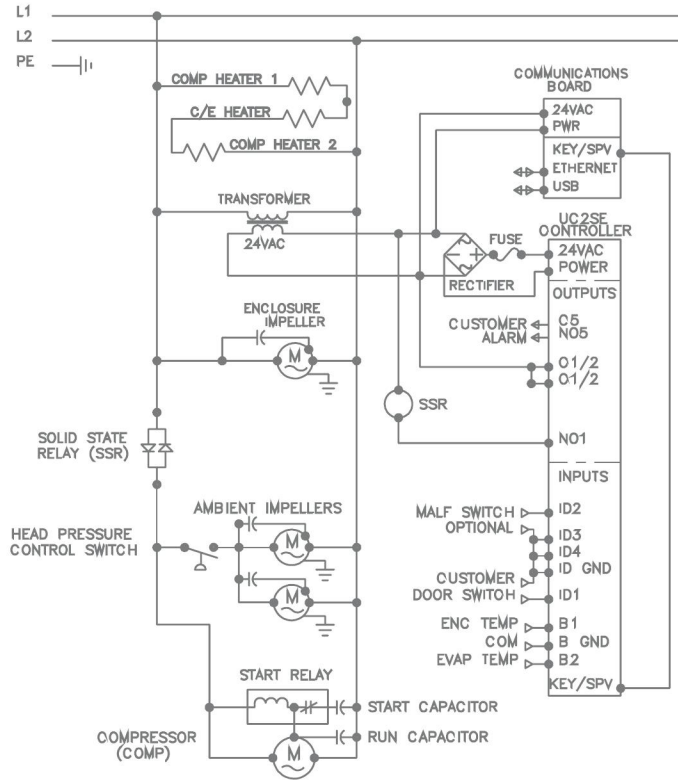 L1
L2
PE
COMP HEATER 1
C/E HEATER
COMP HEATER 2
COMMUNICATIONS
BOARD
24VAC
PWR
KEY/SPV
ETHERNET
USB
TRANSFORMER
24VAC
FUSE
RECTIFIER
UC2SE
CONTROLLER
24VAC
POWER
OUTPUTS
ENCLOSURE
IMPELLER
M
CUSTOMER
ALARM
C5
NO5
01/2
01/2
SSR
NO1
SOLID STATE
RELAY (SSR)
INPUTS
HEAD PRESSURE
CONTROL SWITCH
AMBIENT IMPELLERS
M
M
MALF SWITCH
OPTIONAL
CUSTOMER
DOOR SWITCH
ID2
ID3
ID4
ID GND
ID1
ENC TEMP
COM
EVAP TEMP
B1
B GND
B2
KEY/SPV
START RELAY
START CAPACITOR
RUN CAPACITOR
COMPRESSOR
(COMP)
M